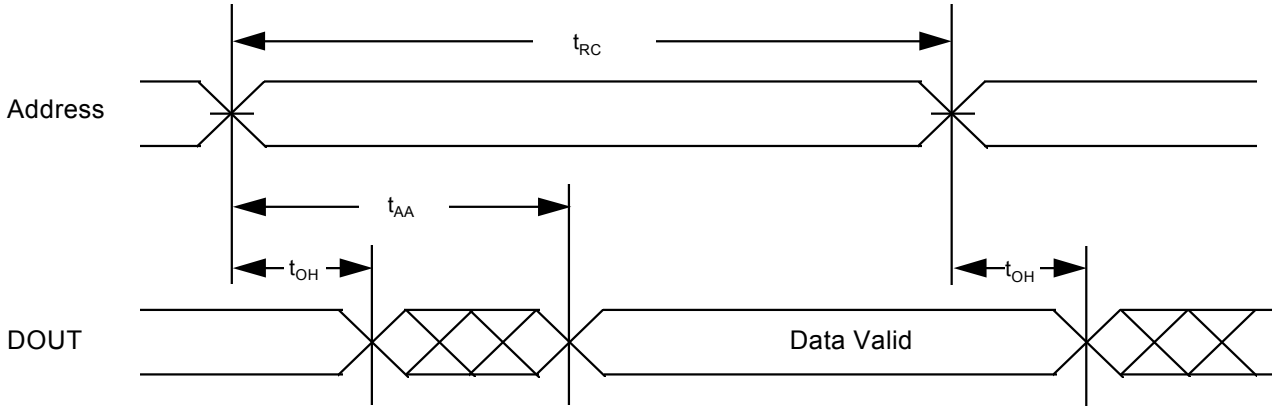 tRC
Address
tAA
tOH
tOH
DOUT
Data Valid